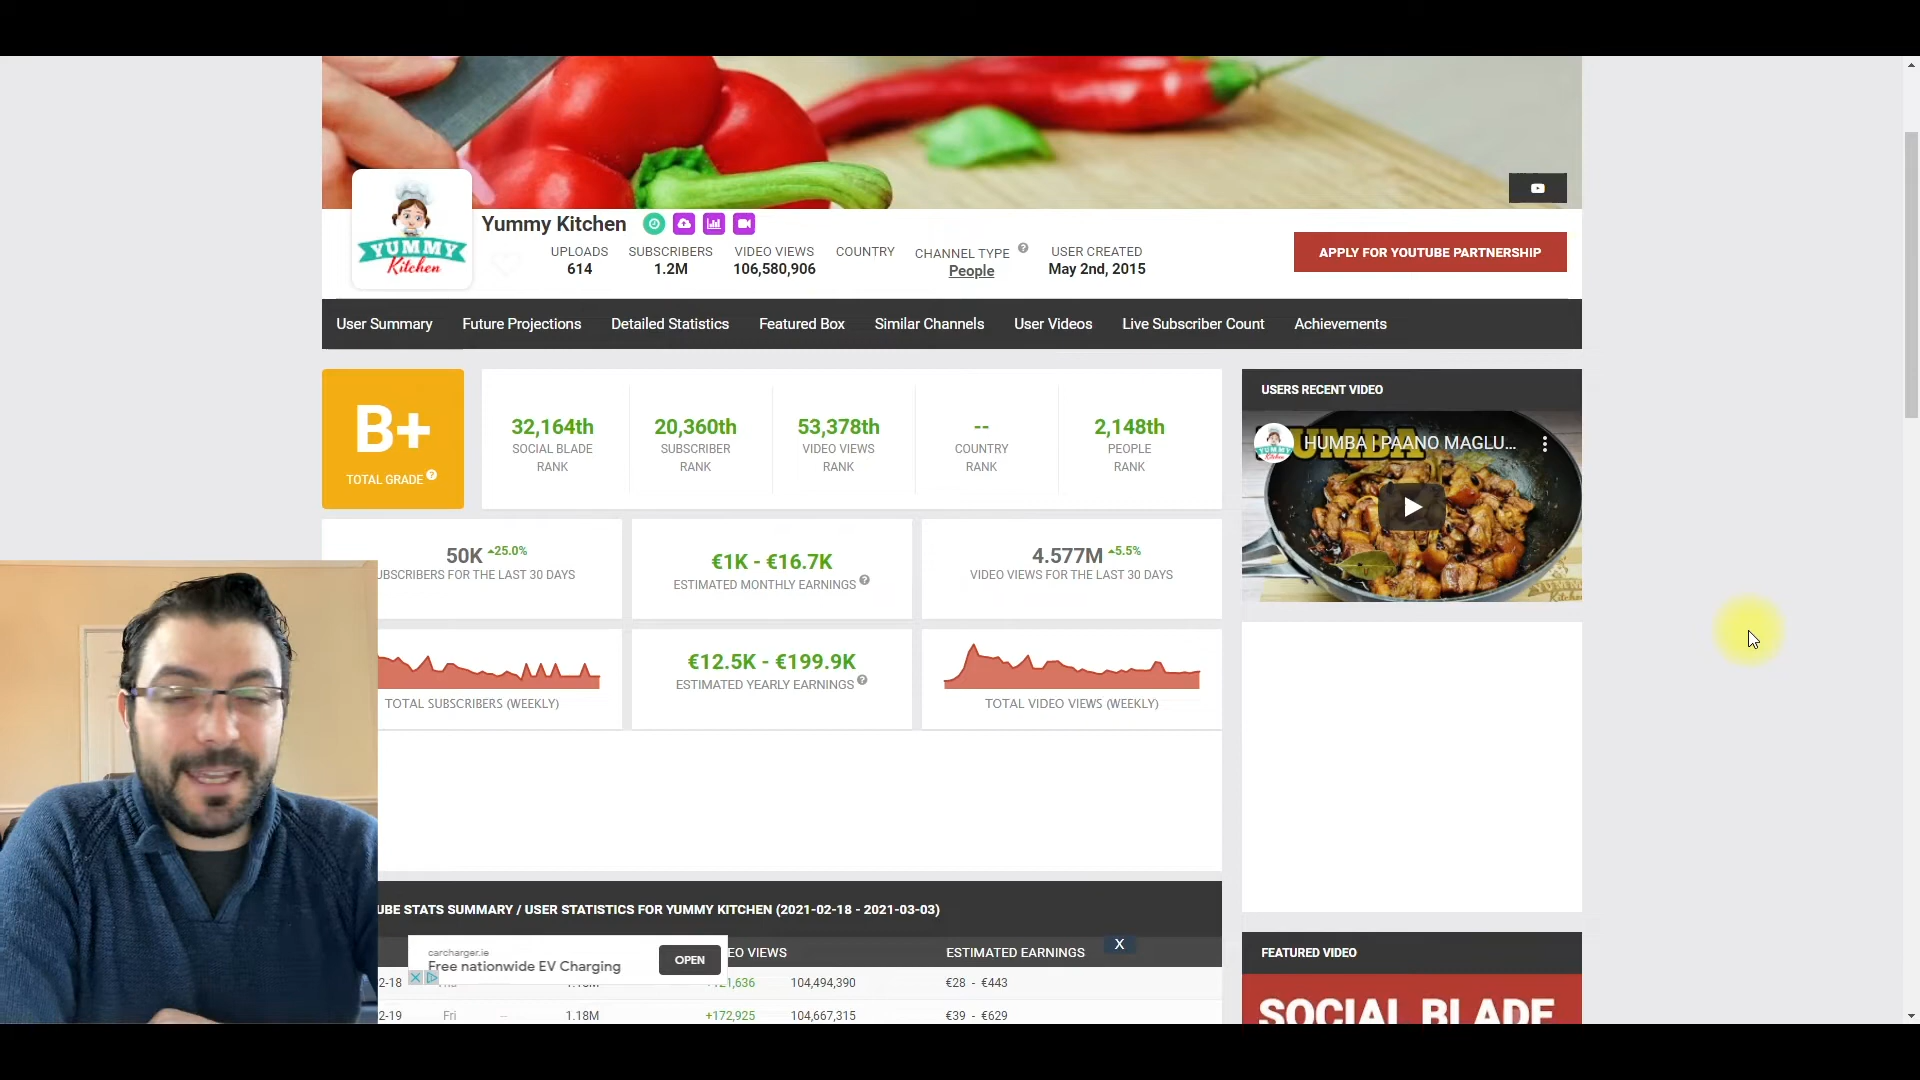 YUMMY
Kitchen
Yummy Kitchen
UPLOADS
614
SUBSCRIBERS
1.2M
VIDEO VIEWS
106,580,906
COUNTRY
CHANNEL TYPE ?
People
USER CREATED
May 2nd, 2015
APPLY FOR YOUTUBE PARTNERSHIP
User Summary Future Projections Detailed Statistics Featured Box Similar Channels User Videos Live Subscriber Count Achievements
B+
TOTAL GRADE ?
32,164th
SOCIAL BLADE
RANK
20,360th
SUBSCRIBER
RANK
53,378th
VIDEO VIEWS
RANK
--
COUNTRY
RANK
2,148th
PEOPLE
RANK
USERS RECENT VIDEO
HUMBA | PAANO MAGLU...
50K 25.0%
UBSCRIBERS FOR THE LAST 30 DAYS
€1K - €16.7K
ESTIMATED MONTHLY EARNINGS ?
4.577M 5.5%
VIDEO VIEWS FOR THE LAST 30 DAYS
TOTAL SUBSCRIBERS (WEEKLY)
€12.5K - €199.9K
ESTIMATED YEARLY EARNINGS ?
TOTAL VIDEO VIEWS (WEEKLY)
UBE STATS SUMMARY / USER STATISTICS FOR YUMMY KITCHEN (2021-02-18 - 2021-03-03)
EO VIEWS ESTIMATED EARNINGS
X
carcharger.ie
Free nationwide EV Charging
OPEN
2-18 104,494,390 €28 - €443
2-19 Fri -- 1.18M +172,925 104,667,315 €39 - €629
FEATURED VIDEO
SOCIAL BLADE